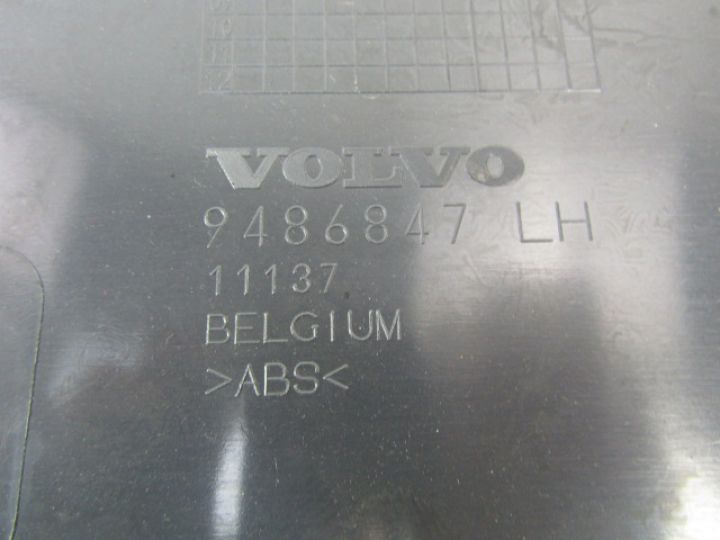 VOLVO
9486847 LH
11137
BELGIUM
>ABS<